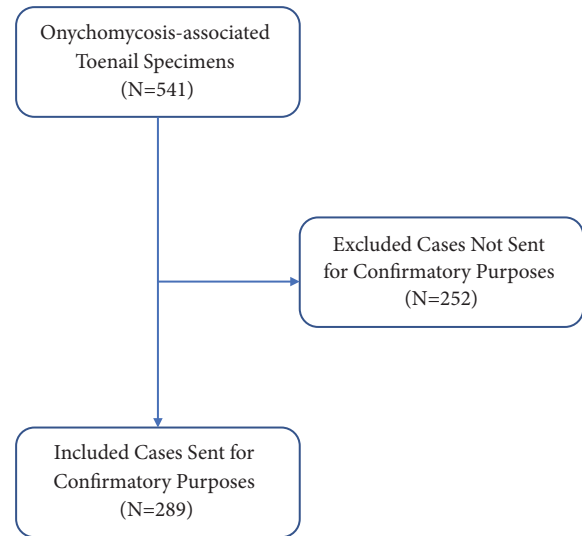 Onychomycosis-associated
Toenail Specimens
(N=541)
Excluded Cases Not Sent
for Confirmatory Purposes
(N=252)
Included Cases Sent for
Confirmatory Purposes
(N=289)